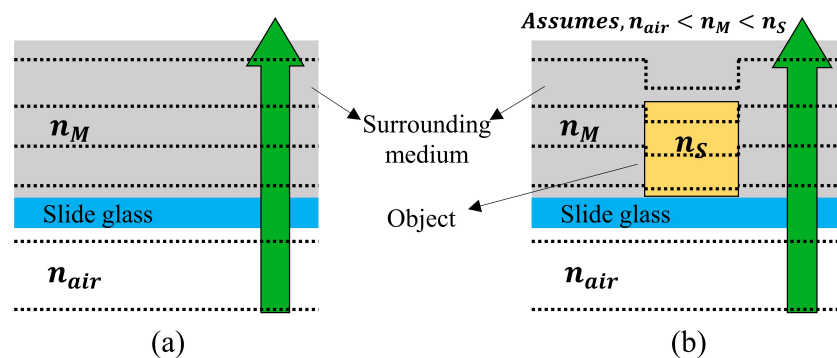 Assumes, n_air < n_M < n_S
n_M
Surrounding
medium
n_M
n_S
Slide glass
Object
Slide glass
n_air
n_air
(a)
(b)